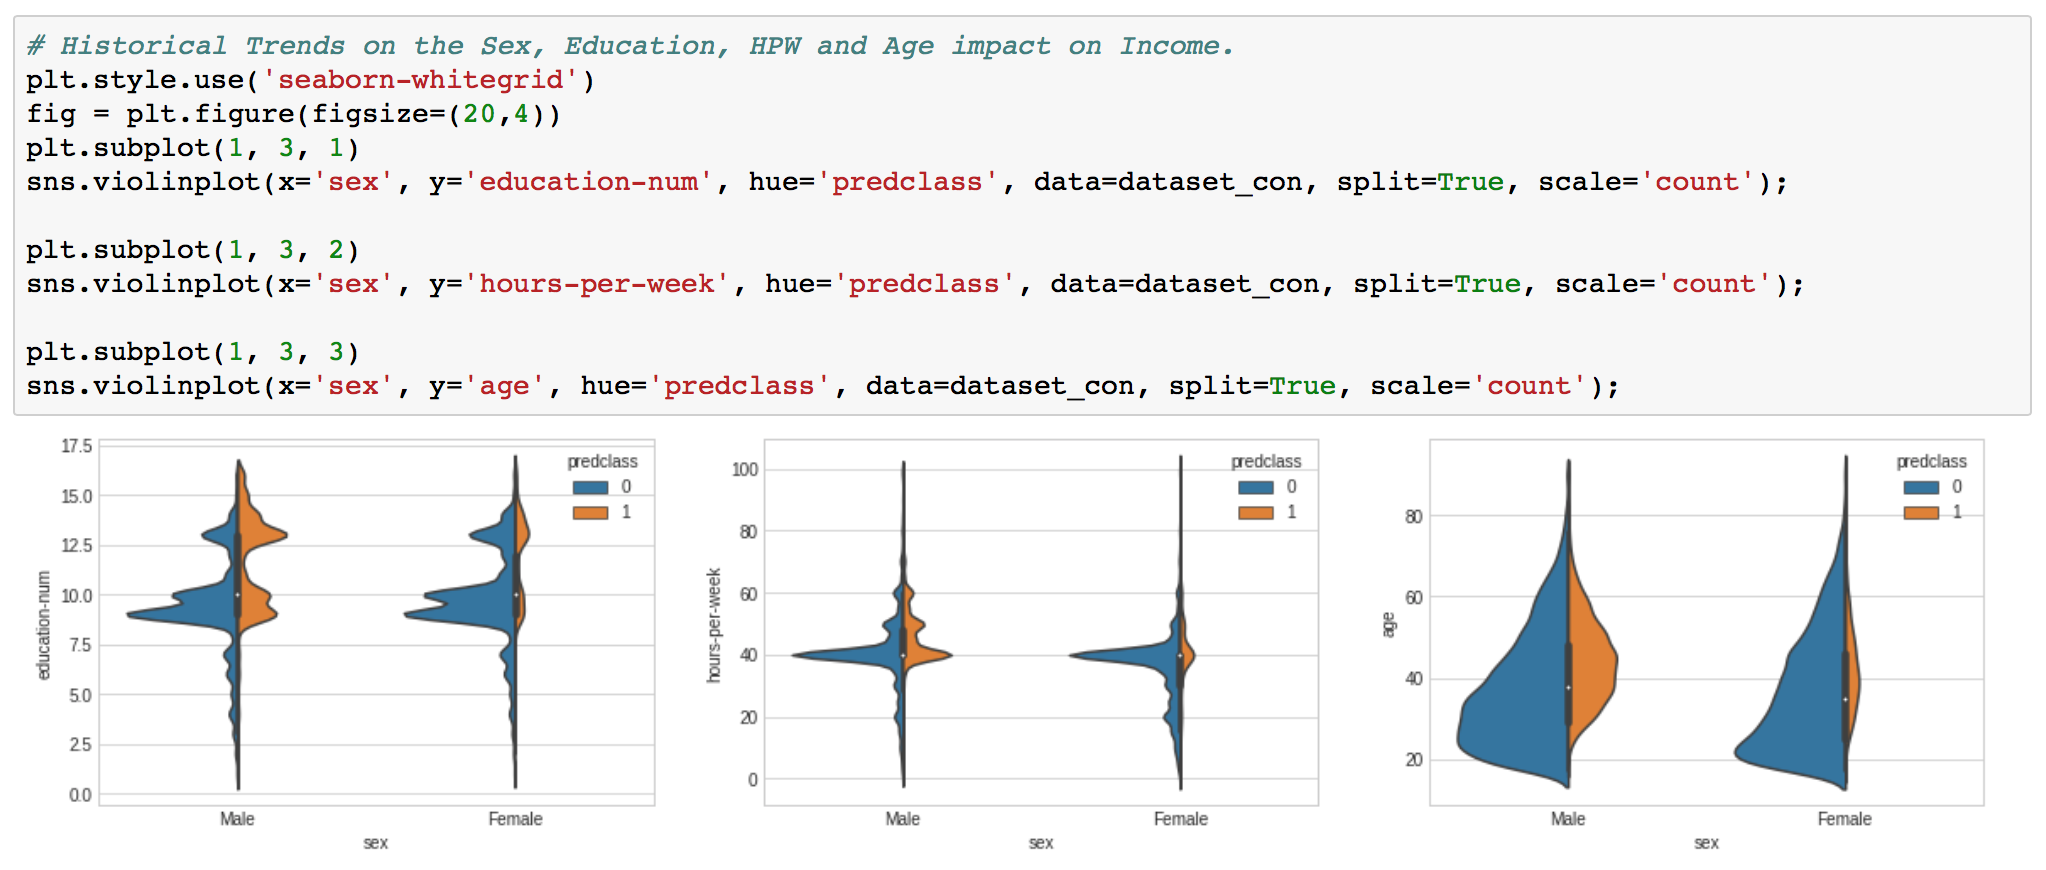 # Historical Trends on the Sex, Education, HPW and Age impact on Income.
plt.style.use('seaborn-whitegrid')
fig = plt.figure(figsize=(20,4))
plt.subplot(1, 3, 1)
sns.violinplot(x='sex', y='education-num', hue='predclass', data=dataset_con, split=True, scale='count');
plt.subplot(1, 3, 2)
sns.violinplot(x='sex', y='hours-per-week', hue='predclass', data=dataset_con, split=True, scale='count');
plt.subplot(1, 3, 3)
sns.violinplot(x='sex', y='age', hue='predclass', data=dataset_con, split=True, scale='count');
17.5
15.0
12.5
10.0
7.5
5.0
2.5
0.0
education-num
predclass
0
1
Male Female
sex
100
80
60
40
20
0
hours-per-week
predclass
0
1
Male Female
sex
80
60
40
20
age
predclass
0
1
Male Female
sex